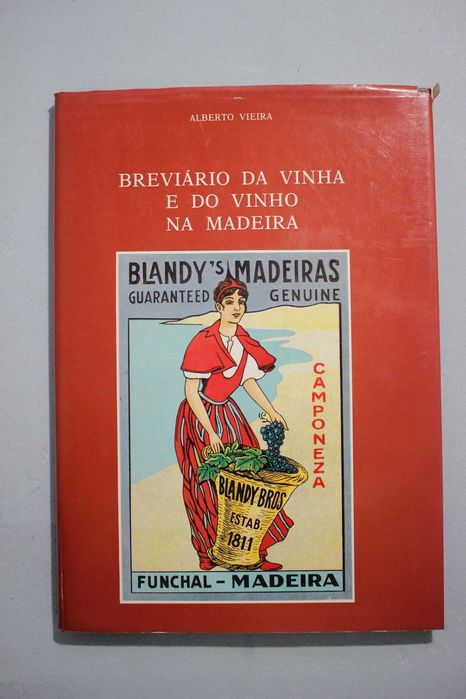 ALBERTO VIEIRA
BREVIÁRIO DA VINHA
E DO VINHO
NA MADEIRA
BLANDY'S MADEIRAS
GUARANTEED GENUINE
CAMPONEZA
BLANDY BROS
ESTAB.
1811
FUNCHAL - MADEIRA